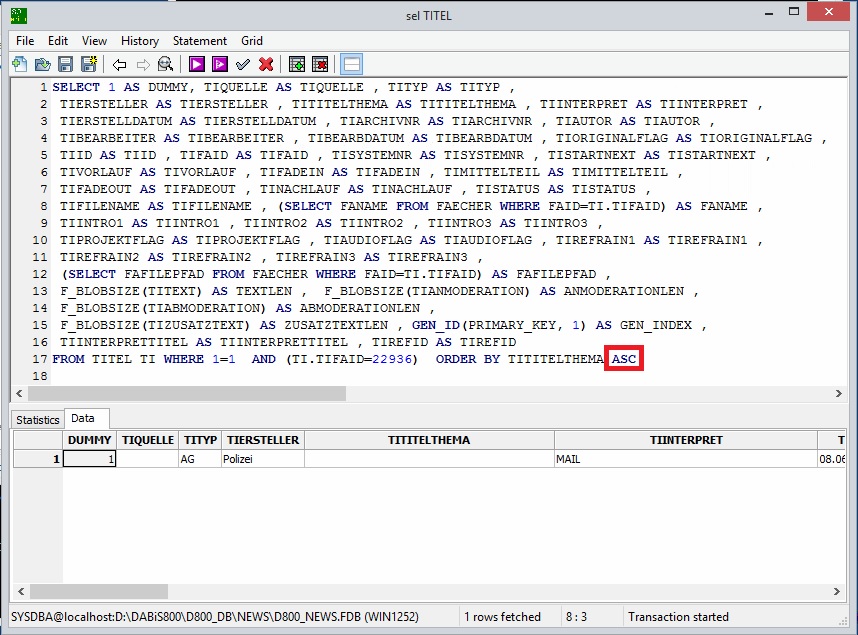 sel TITEL
File Edit View History Statement Grid
1 SELECT 1 AS DUMMY, TIQUELLE AS TIQUELLE , TITYP AS TITYP ,
2 TIERSTELLER AS TIERSTELLER , TITITELTHEMA AS TITITELTHEMA , TIINTERPRET AS TIINTERPRET ,
3 TIERSTELLDATUM AS TIERSTELLDATUM , TIARCHIVNR AS TIARCHIVNR , TIAUTOR AS TIAUTOR ,
4 TIBEARBEITER AS TIBEARBEITER , TIBEARBDATUM AS TIBEARBDATUM , TIORIGINALFLAG AS TIORIGINALFLAG ,
5 TIID AS TIID , TIFAID AS TIFAID , TISYSTEMNR AS TISYSTEMNR , TISTARTNEXT AS TISTARTNEXT ,
6 TIVORLAUF AS TIVORLAUF , TIFADEIN AS TIFADEIN , TIMITTELTEIL AS TIMITTELTEIL ,
7 TIFADEOUT AS TIFADEOUT , TINACHLAUF AS TINACHLAUF , TISTATUS AS TISTATUS ,
8 TIFILENAME AS TIFILENAME , (SELECT FANAME FROM FAECHER WHERE FAID=TI.TIFAID) AS FANAME ,
9 TIINTRO1 AS TIINTRO1 , TIINTRO2 AS TIINTRO2 , TIINTRO3 AS TIINTRO3 ,
10 TIPROJEKTFLAG AS TIPROJEKTFLAG , TIAUDIOFLAG AS TIAUDIOFLAG , TIREFRAIN1 AS TIREFRAIN1 ,
11 TIREFRAIN2 AS TIREFRAIN2 , TIREFRAIN3 AS TIREFRAIN3 ,
12 (SELECT FAFILEPFAD FROM FAECHER WHERE FAID=TI.TIFAID) AS FAFILEPFAD ,
13 F_BLOBSIZE(TITEXT) AS TEXTLEN , F_BLOBSIZE(TIANMODERATION) AS ANMODERATIONLEN ,
14 F_BLOBSIZE(TIABMODERATION) AS ABMODERATIONLEN ,
15 F_BLOBSIZE(TIZUSATZTEXT) AS ZUSATZTEXTLEN , GEN_ID(PRIMARY_KEY, 1) AS GEN_INDEX ,
16 TIINTERPRETTITEL AS TIINTERPRETTITEL , TIREFID AS TIREFID
17 FROM TITEL TI WHERE 1=1 AND (TI.TIFAID=22936) ORDER BY TITITELTHEMA ASC
18
Statistics Data
DUMMY TIQUELLE TITYP TIERSTELLER TITITELTHEMA TIINTERPRET T
1 1 AG Polizei MAIL 08.06
SYSDBA@localhost:D:\DABiS800\D800_DB\NEWS\D800_NEWS.FDB (WIN1252) 1 rows fetched 8 : 3 Transaction started